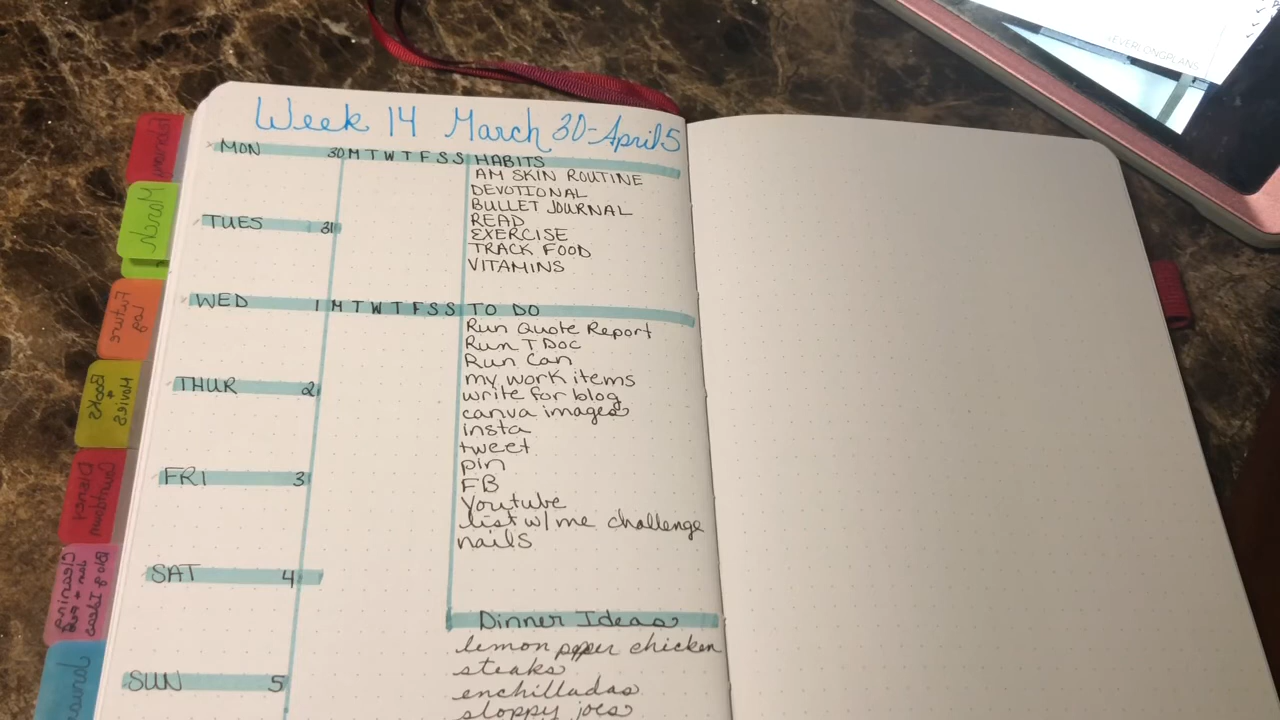 Week 14 March 30-April 5
MON 30 M T W T F S S HABITS
AM SKIN ROUTINE
DEVOTIONAL
BULLET JOURNAL
READ
TUES 31
EXERCISE
TRACK FOOD
VITAMINS
WED 1 M T W T F S S TO DO
Run Quote Report
Run TDoc
Run Can
my work items
THUR 2
write for blog
canva images
insta
tweet
pin
FRI 3
FB
Youtube
list w/me challenge
nails
SAT 4
Dinner Ideas
lemon pepper chicken
steaks
SUN 5
enchilladas
sloppy joes
March
Future
log
Movies
+
Books
Cleaning
EVERLONGPLANS